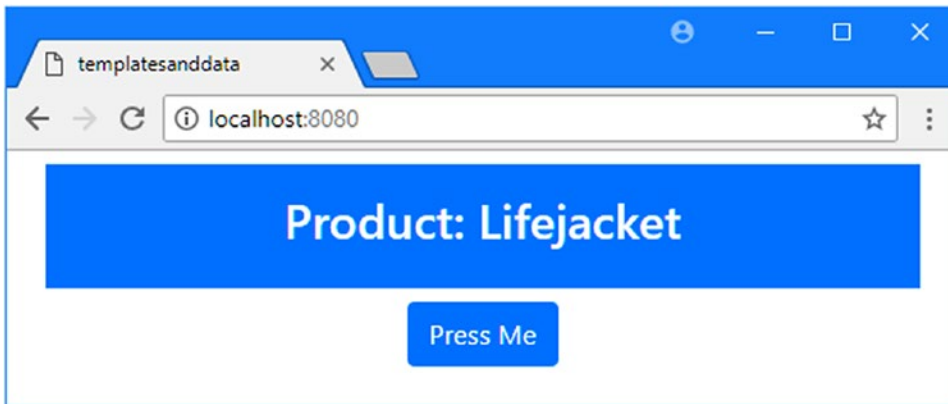 templatesanddata
localhost:8080
Product: Lifejacket
Press Me